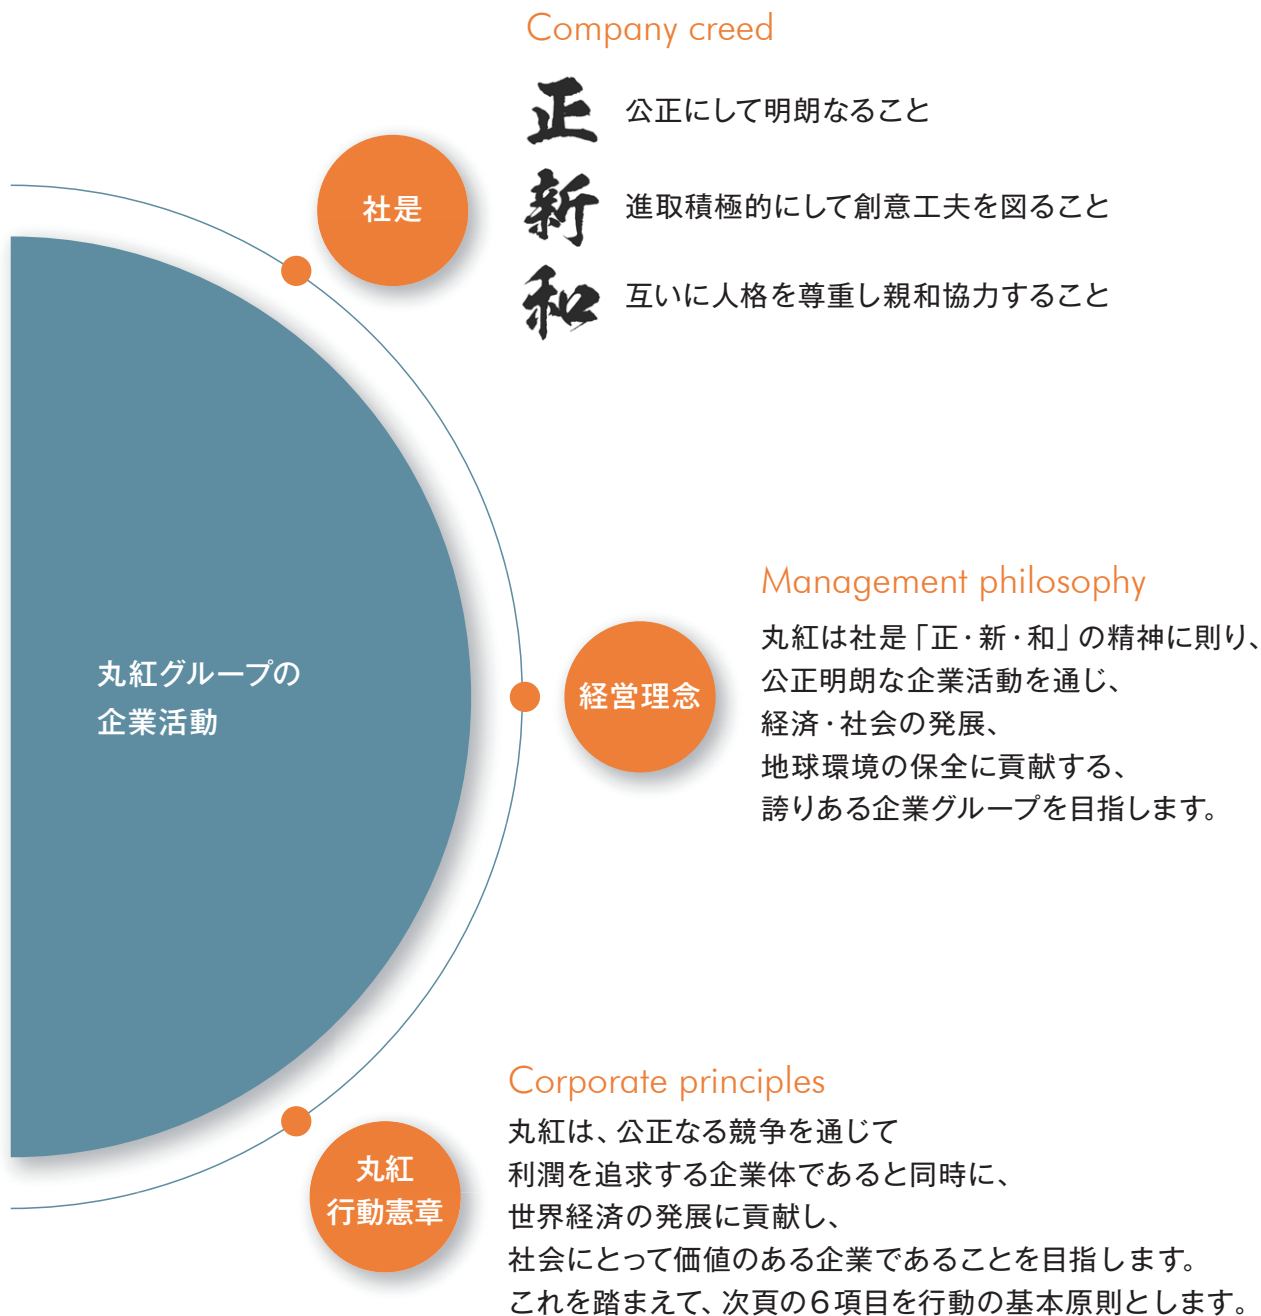 Company creed
正 公正にして明朗なること
社是
新 進取積極的にして創意工夫を図ること
和 互いに人格を尊重し親和協力すること
Management philosophy
丸紅は社是「正・新・和」の精神に則り、
公正明朗な企業活動を通じ、
経済・社会の発展、
地球環境の保全に貢献する、
誇りある企業グループを目指します。
経営理念
丸紅グループの
企業活動
Corporate principles
丸紅は、公正なる競争を通じて
利潤を追求する企業体であると同時に、
世界経済の発展に貢献し、
社会にとって価値のある企業であることを目指します。
これを踏まえて、次頁の6項目を行動の基本原則とします。
丸紅
行動憲章